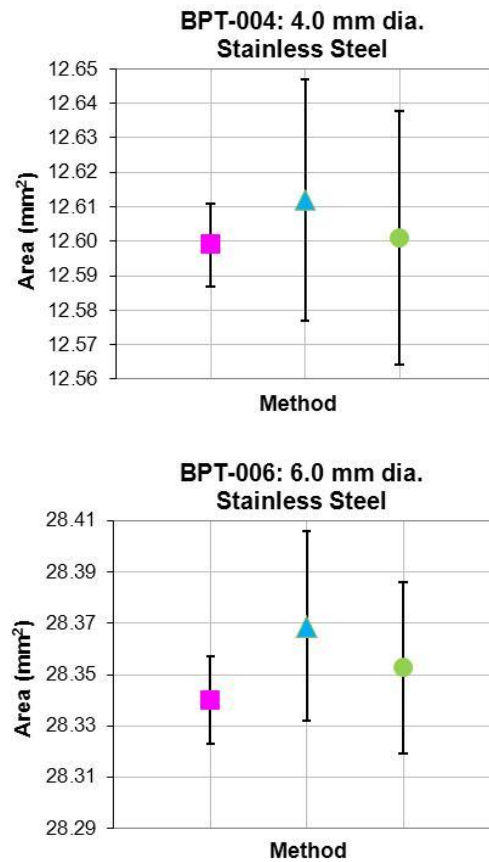 BPT-004: 4.0 mm dia.
Stainless Steel
12.65
12.64
12.63
12.62
12.61
12.60
12.59
12.58
12.57
12.56
Area (mm²)
Method
BPT-006: 6.0 mm dia.
Stainless Steel
28.41
28.39
28.37
28.35
28.33
28.31
28.29
Area (mm²)
Method